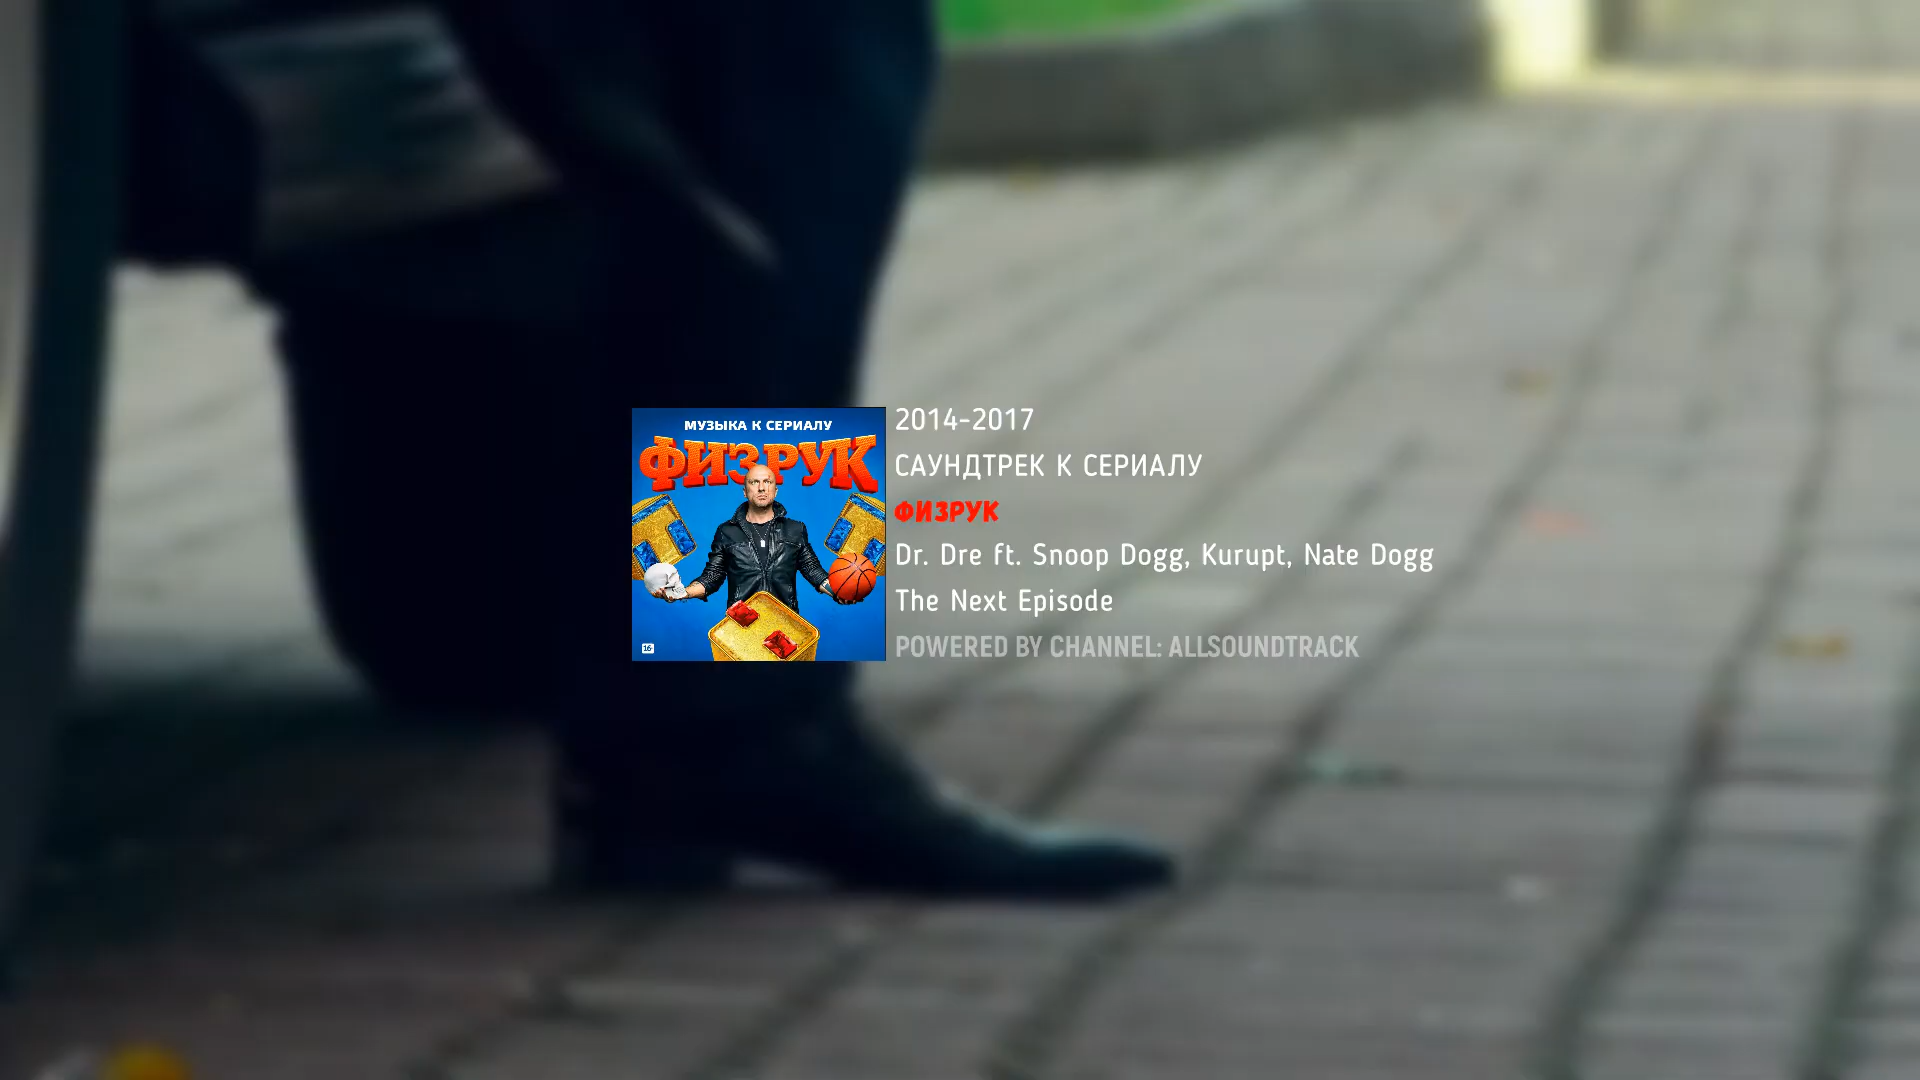 МУЗЫКА К СЕРИАЛУ
ФИЗРУК
16+
2014-2017
САУНДТРЕК К СЕРИАЛУ
ФИЗРУК
Dr. Dre ft. Snoop Dogg, Kurupt, Nate Dogg
The Next Episode
POWERED BY CHANNEL: ALLSOUNDTRACK